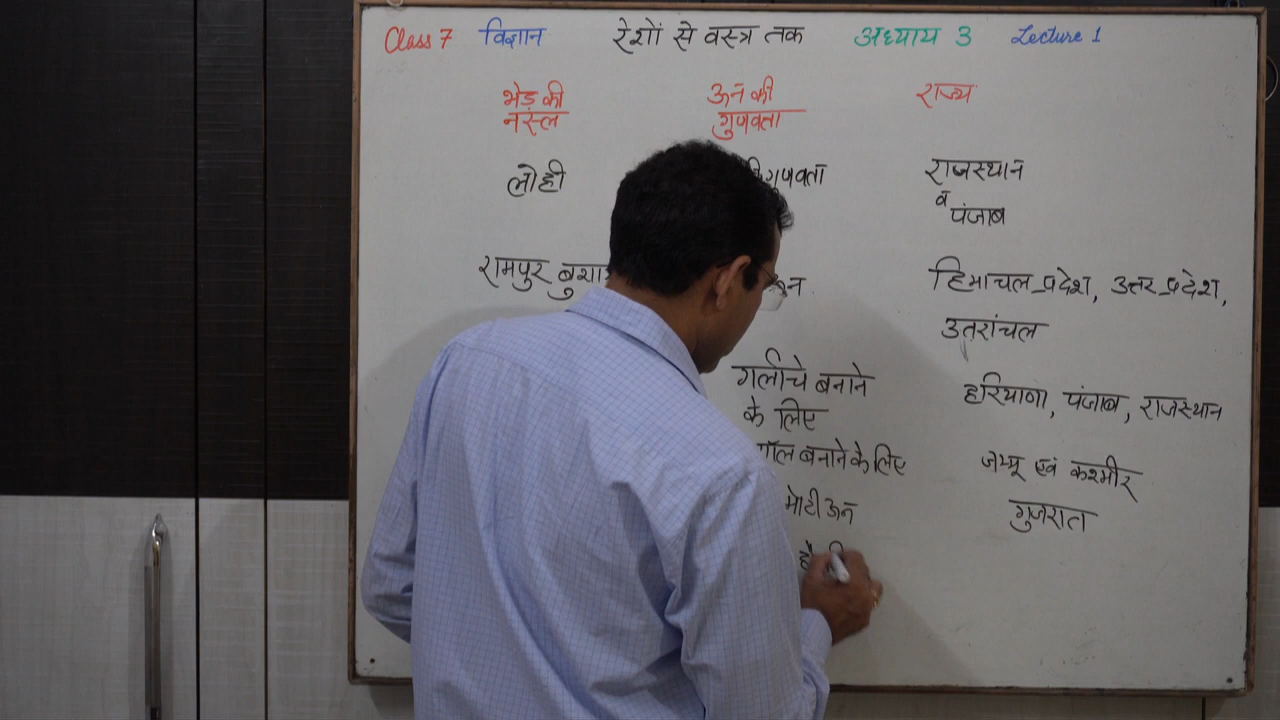 Class 7 विज्ञान रेशों से वस्त्र तक अध्याय 3 Lecture 1
भेड़ की नस्ल ऊन की गुणवता राज्य
लोही गुणवता राजस्थान
व
पंजाब
रामपुर हिमाचल प्रदेश, उत्तर प्रदेश,
उतरांचल
गलीचे बनाने हरियाणा, पंजाब, राजस्थान
के लिए
बनाने के लिए जम्मू एवं कश्मीर
मोटी ऊन गुजरात